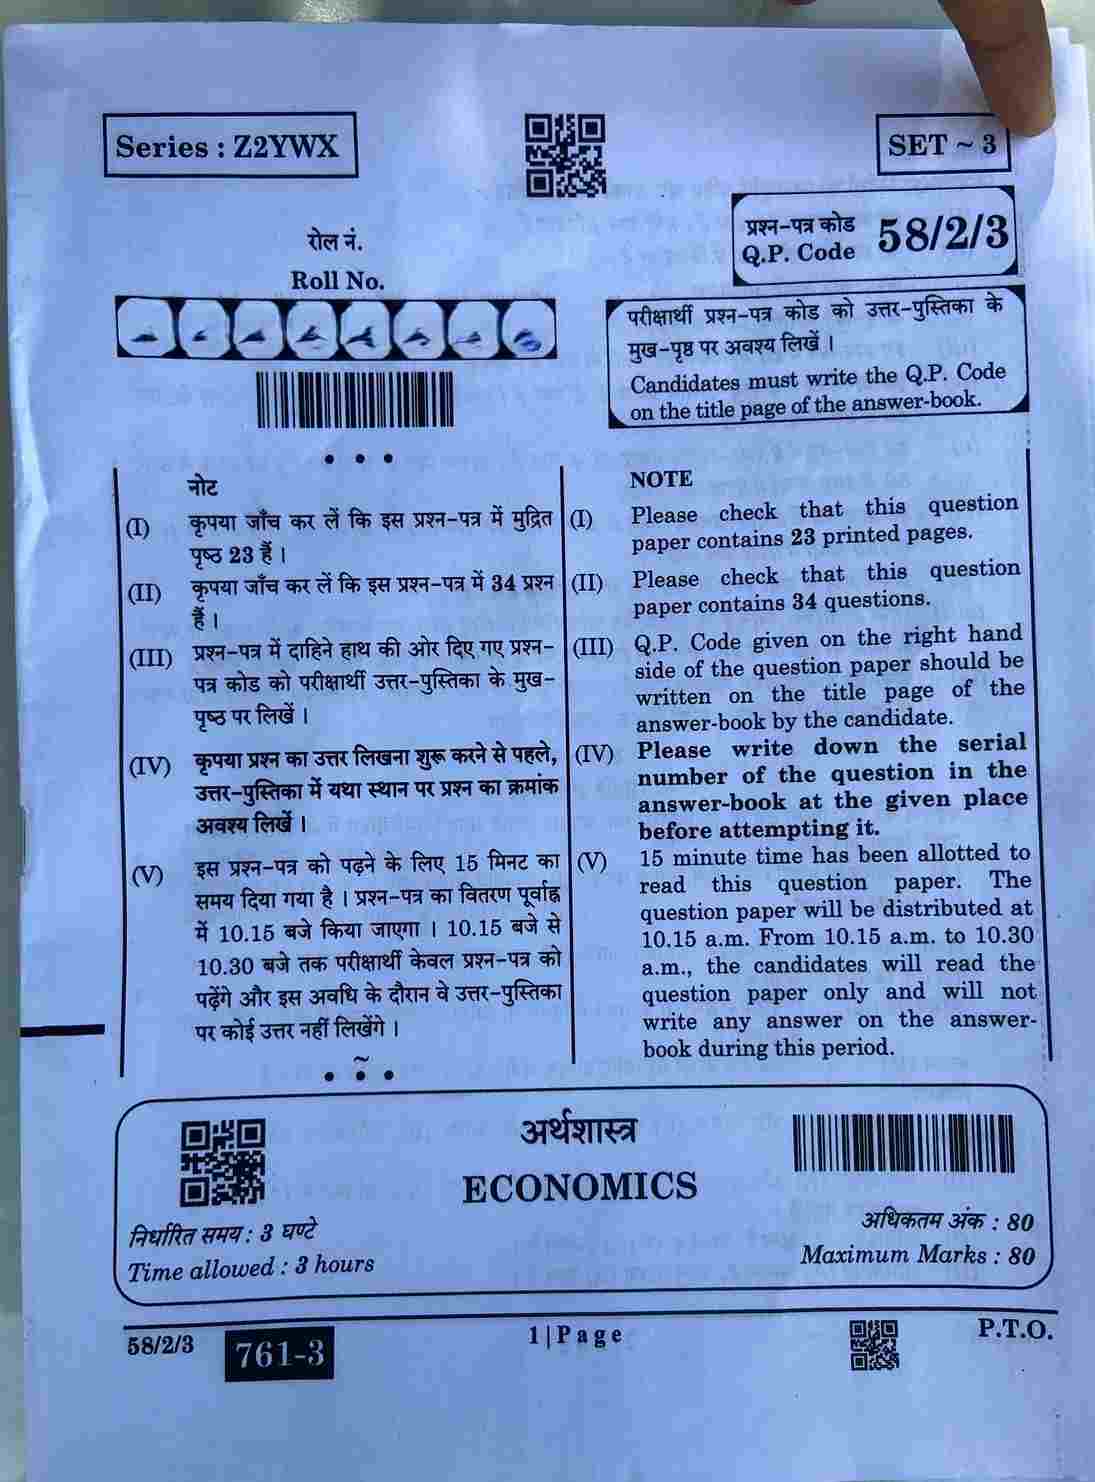 Series : Z2YWX
SET ~ 3
प्रश्न-पत्र कोड
Q.P. Code 58/2/3
रोल नं.
Roll No.
परीक्षार्थी प्रश्न-पत्र कोड को उत्तर-पुस्तिका के
मुख-पृष्ठ पर अवश्य लिखें ।
Candidates must write the Q.P. Code
on the title page of the answer-book.
नोट
(I) कृपया जाँच कर लें कि इस प्रश्न-पत्र में मुद्रित
पृष्ठ 23 हैं ।
(II) कृपया जाँच कर लें कि इस प्रश्न-पत्र में 34 प्रश्न
हैं ।
(III) प्रश्न-पत्र में दाहिने हाथ की ओर दिए गए प्रश्न-
पत्र कोड को परीक्षार्थी उत्तर-पुस्तिका के मुख-
पृष्ठ पर लिखें ।
(IV) कृपया प्रश्न का उत्तर लिखना शुरू करने से पहले,
उत्तर-पुस्तिका में यथा स्थान पर प्रश्न का क्रमांक
अवश्य लिखें ।
(V) इस प्रश्न-पत्र को पढ़ने के लिए 15 मिनट का
समय दिया गया है । प्रश्न-पत्र का वितरण पूर्वाह्न
में 10.15 बजे किया जाएगा । 10.15 बजे से
10.30 बजे तक परीक्षार्थी केवल प्रश्न-पत्र को
पढ़ेंगे और इस अवधि के दौरान वे उत्तर-पुस्तिका
पर कोई उत्तर नहीं लिखेंगे ।
NOTE
(I) Please check that this question
paper contains 23 printed pages.
(II) Please check that this question
paper contains 34 questions.
(III) Q.P. Code given on the right hand
side of the question paper should be
written on the title page of the
answer-book by the candidate.
(IV) Please write down the serial
number of the question in the
answer-book at the given place
before attempting it.
(V) 15 minute time has been allotted to
read this question paper. The
question paper will be distributed at
10.15 a.m. From 10.15 a.m. to 10.30
a.m., the candidates will read the
question paper only and will not
write any answer on the answer-
book during this period.
अर्थशास्त्र
ECONOMICS
निर्धारित समय : 3 घण्टे
Time allowed : 3 hours
अधिकतम अंक : 80
Maximum Marks : 80
58/2/3
761-3
1 | Page
P.T.O.